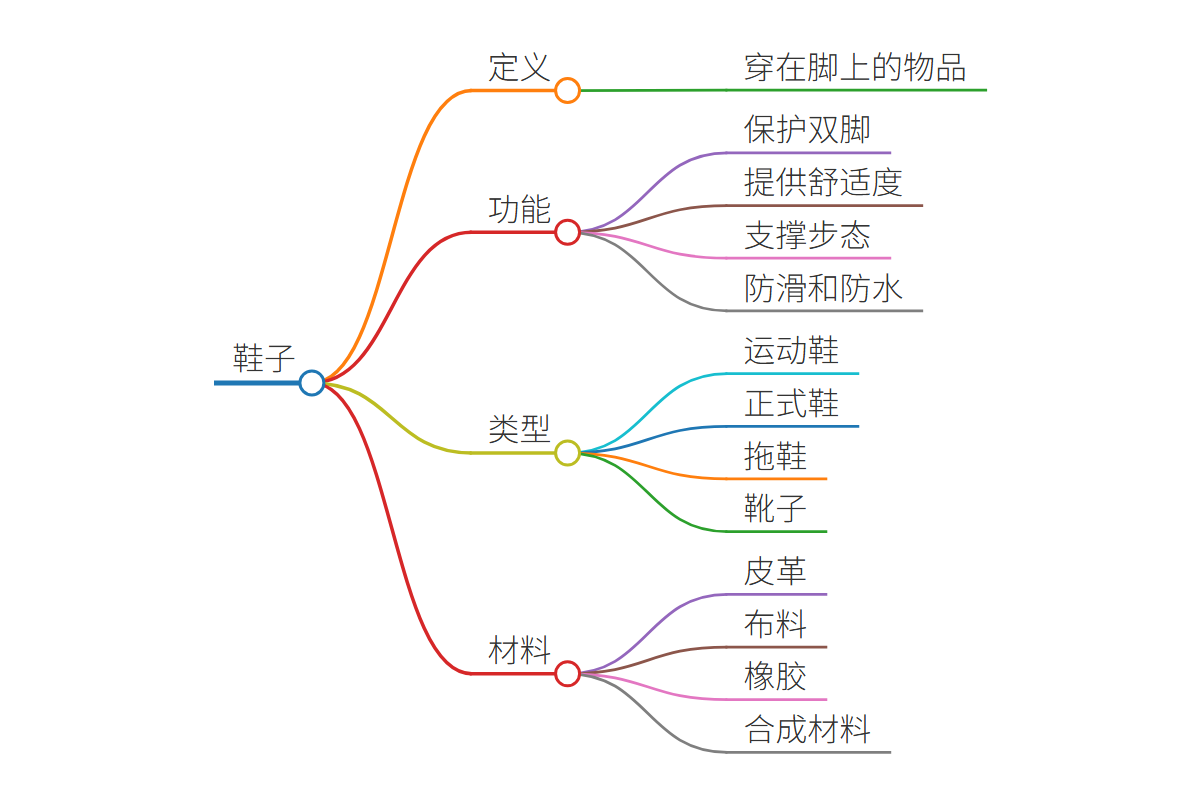 鞋子
定义
穿在脚上的物品
功能
保护双脚
提供舒适度
支撑步态
防滑和防水
类型
运动鞋
正式鞋
拖鞋
靴子
材料
皮革
布料
橡胶
合成材料